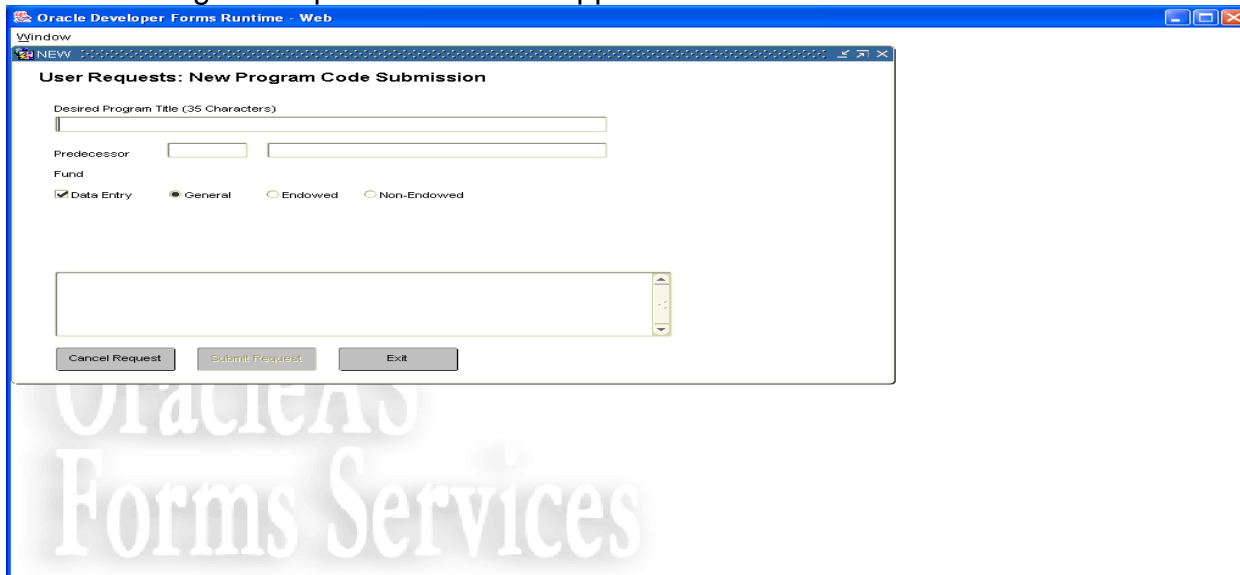 Oracle Developer Forms Runtime - Web
Window
NEW
User Requests: New Program Code Submission
Desired Program Title (35 Characters)
Predecessor
Fund
Data Entry General Endowed Non-Endowed
Cancel Request Submit Request Exit
OracleAS
Forms Services